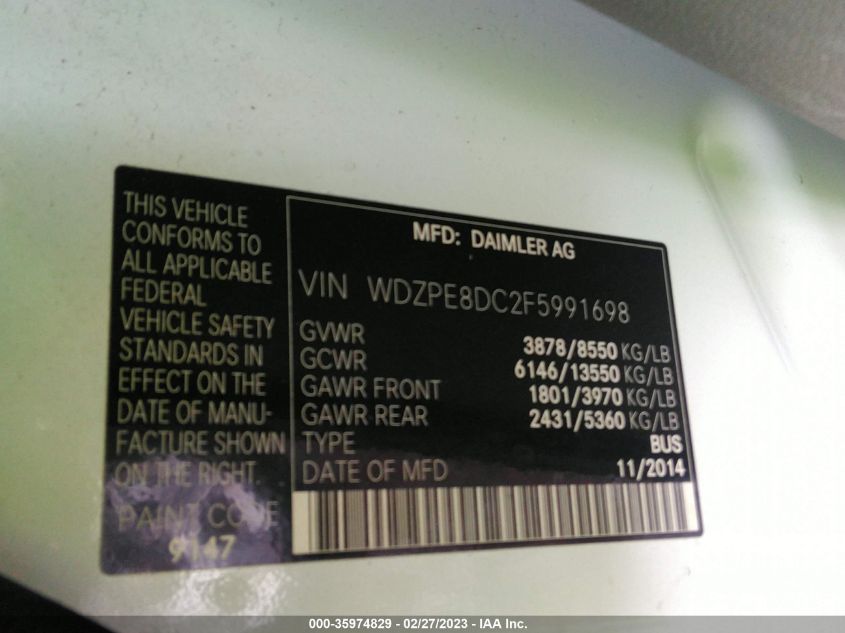 THIS VEHICLE
CONFORMS TO
ALL APPLICABLE
FEDERAL
VEHICLE SAFETY
STANDARDS IN
EFFECT ON THE
DATE OF MANU-
FACTURE SHOWN
ON THE RIGHT.
PAINT CODE
9147
MFD: DAIMLER AG
VIN WDZPE8DC2F5991698
GVWR 3878/8550 KG/LB
GCWR 6146/13550 KG/LB
GAWR FRONT 1801/3970 KG/LB
GAWR REAR 2431/5360 KG/LB
TYPE BUS
DATE OF MFD 11/2014
000-35974829 - 02/27/2023 - IAA Inc.